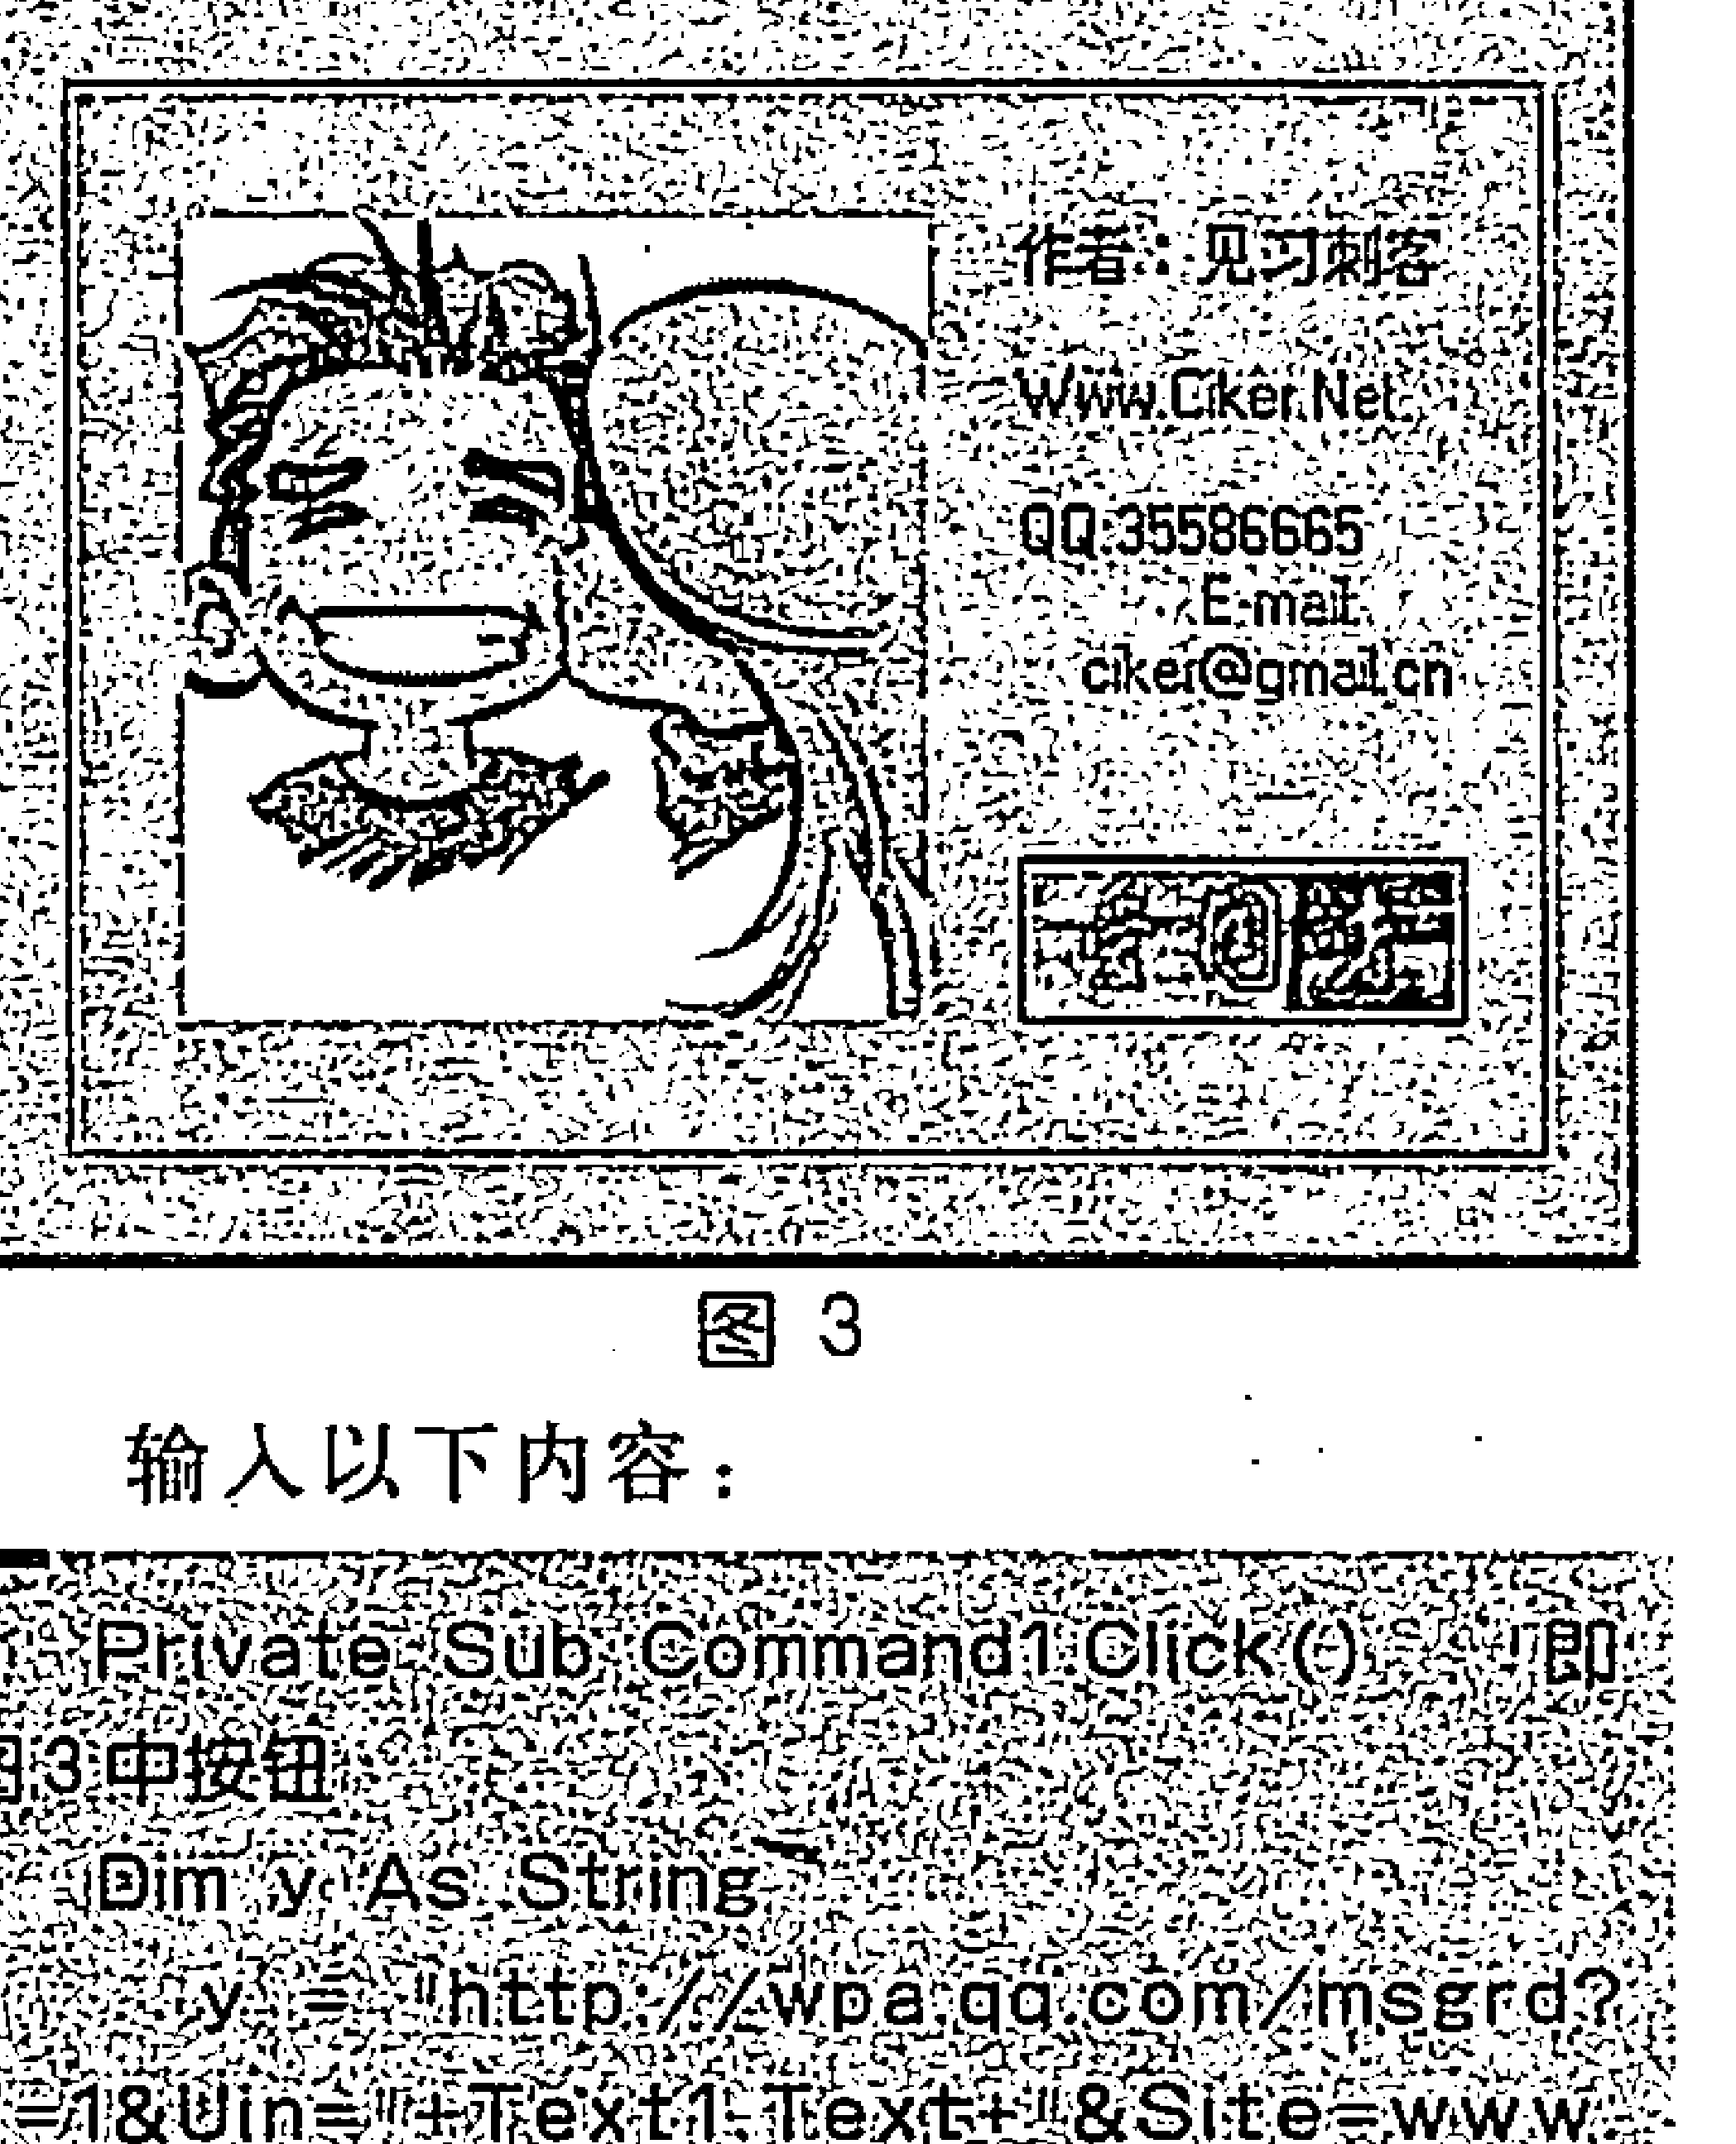 作者：见习刺客
Www.Ciker.Net
QQ:35586665
E-mail:
ciker@gmail.cn
图 3
输入以下内容：
Private Sub Command1.Click() '即
图3中按钮
Dim y As String
y = "http://wpa.qq.com/msgrd?
=1&Uin="+Text1.Text+"&Site=www